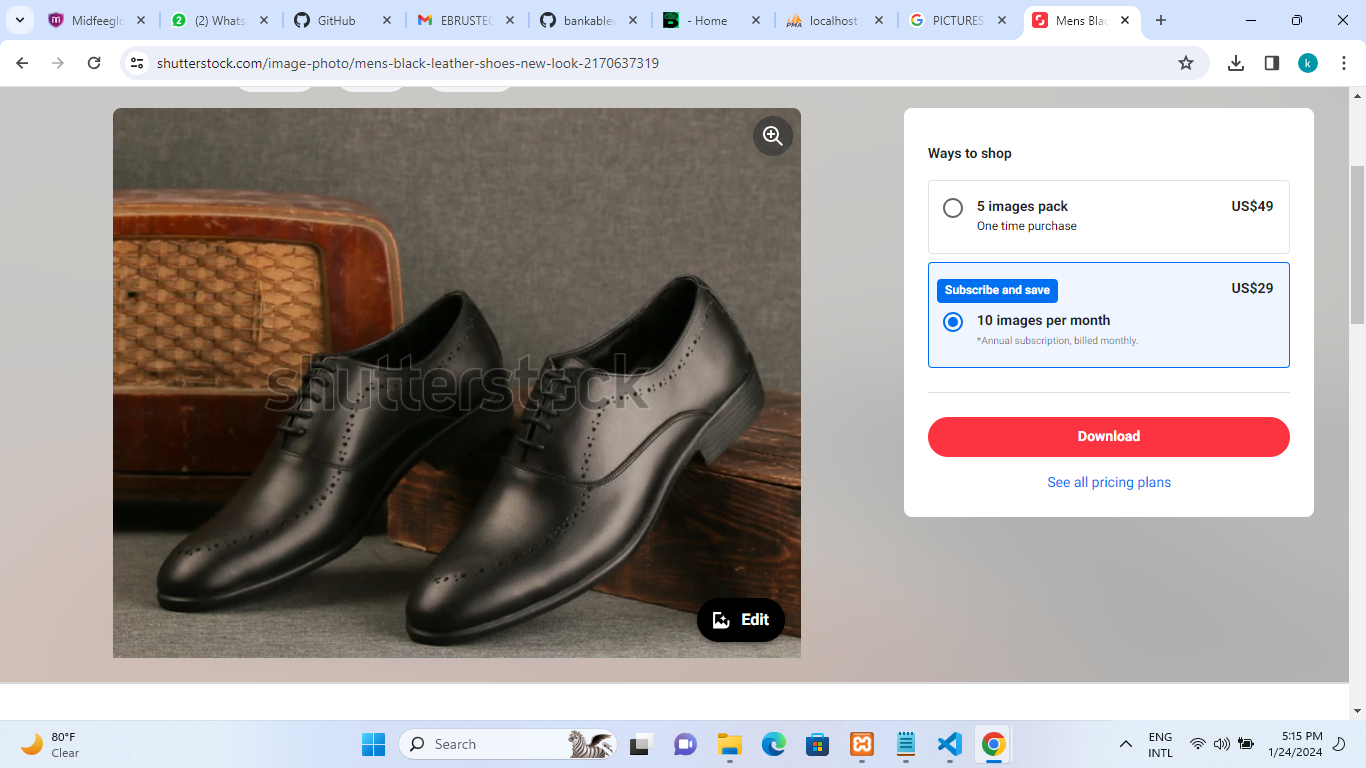 Midfeeglo
(2) Whats
GitHub
EBRUSTEC
bankable
- Home
localhost
PICTURES
Mens Blac
shutterstock.com/image-photo/mens-black-leather-shoes-new-look-2170637319
k
shutterstock
Edit
Ways to shop
5 images pack
US$49
One time purchase
Subscribe and save
US$29
10 images per month
*Annual subscription, billed monthly.
Download
See all pricing plans
80°F
Clear
Search
ENG
INTL
5:15 PM
1/24/2024